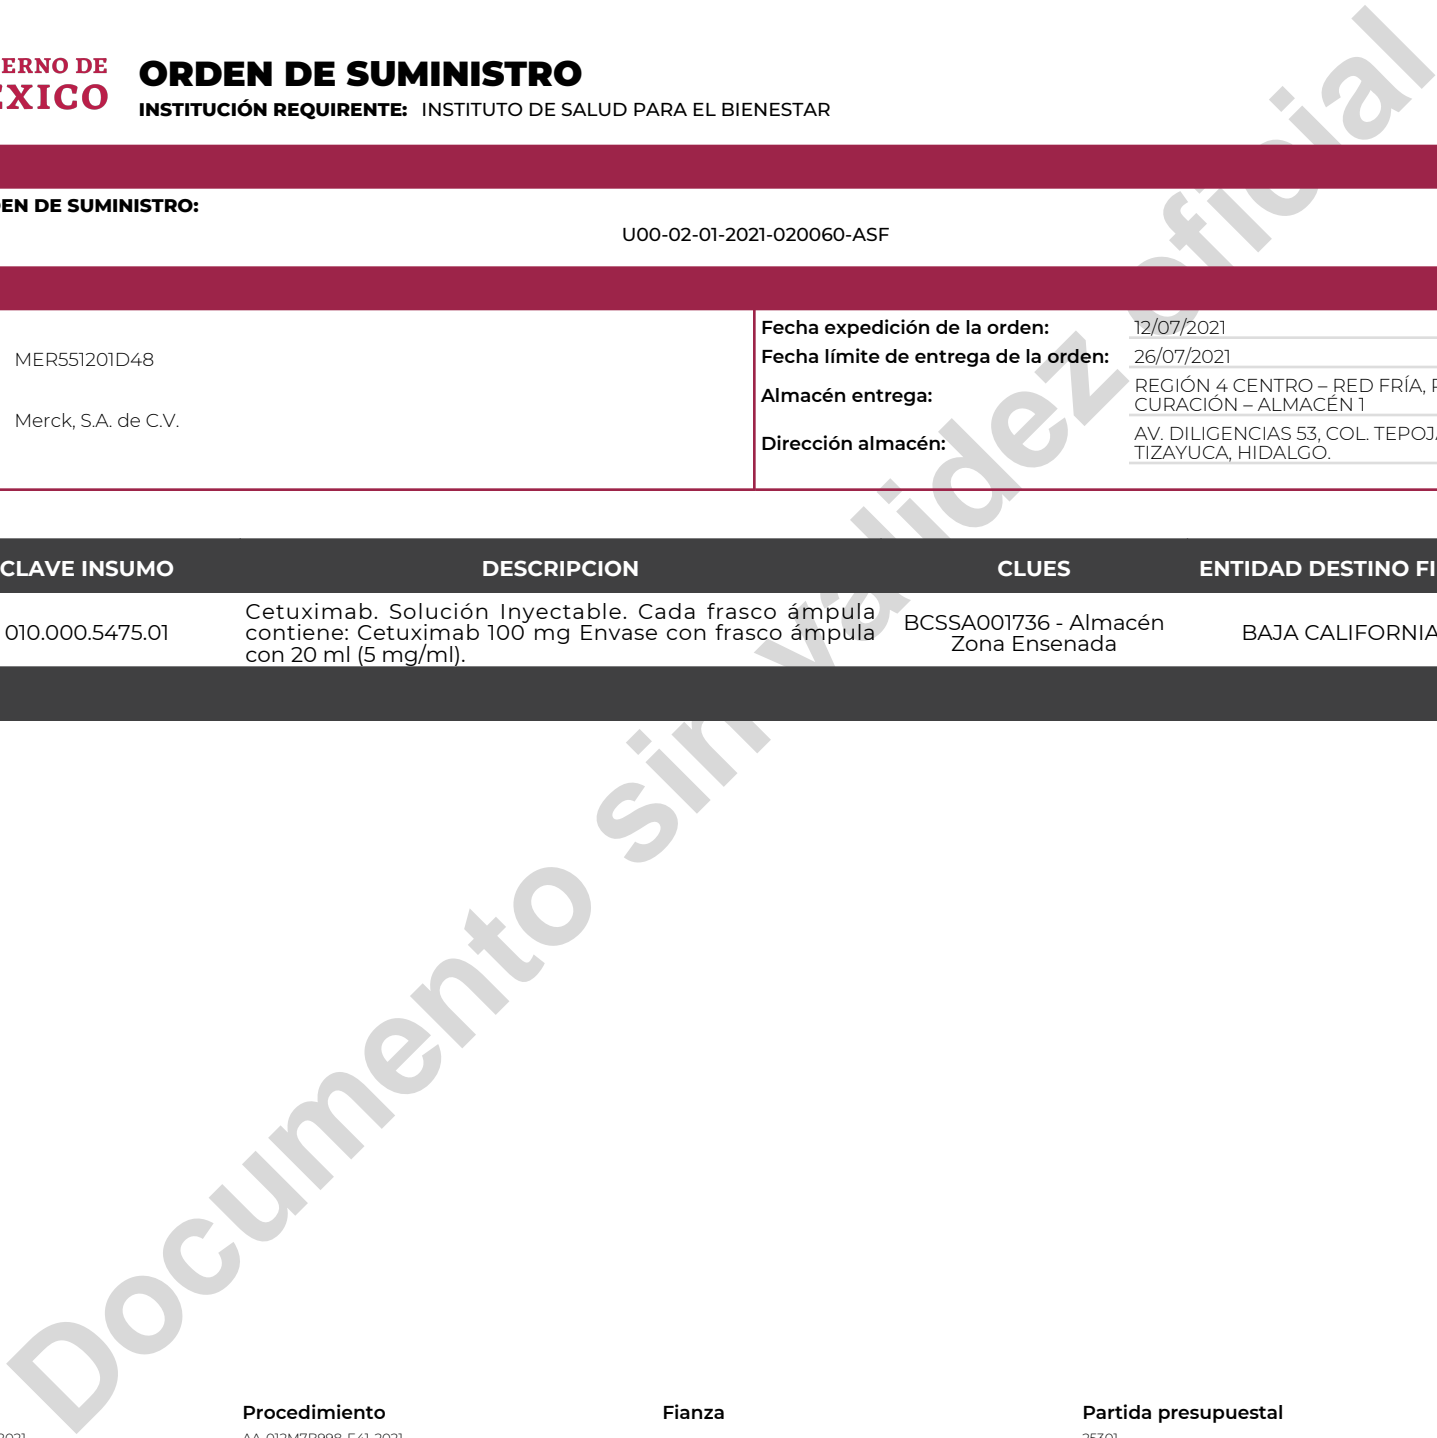 ERNO DE
ORDEN DE SUMINISTRO
EXICO
INSTITUCIÓN REQUIRENTE: INSTITUTO DE SALUD PARA EL BIENESTAR
EN DE SUMINISTRO:
U00-02-01-2021-020060-ASF
MER551201D48
Merck, S.A. de C.V.
Fecha expedición de la orden: 12/07/2021
Fecha límite de entrega de la orden: 26/07/2021
Almacén entrega: REGIÓN 4 CENTRO – RED FRÍA,
CURACIÓN – ALMACÉN 1
Dirección almacén: AV. DILIGENCIAS 53, COL. TEPOJ
TIZAYUCA, HIDALGO.
CLAVE INSUMO DESCRIPCION CLUES ENTIDAD DESTINO FI
010.000.5475.01
Cetuximab. Solución Inyectable. Cada frasco ámpula
contiene: Cetuximab 100 mg Envase con frasco ámpula
con 20 ml (5 mg/ml).
BCSSA001736 - Almacén
Zona Ensenada
BAJA CALIFORNIA
Documento sin validez oficial
Procedimiento Fianza Partida presupuestal